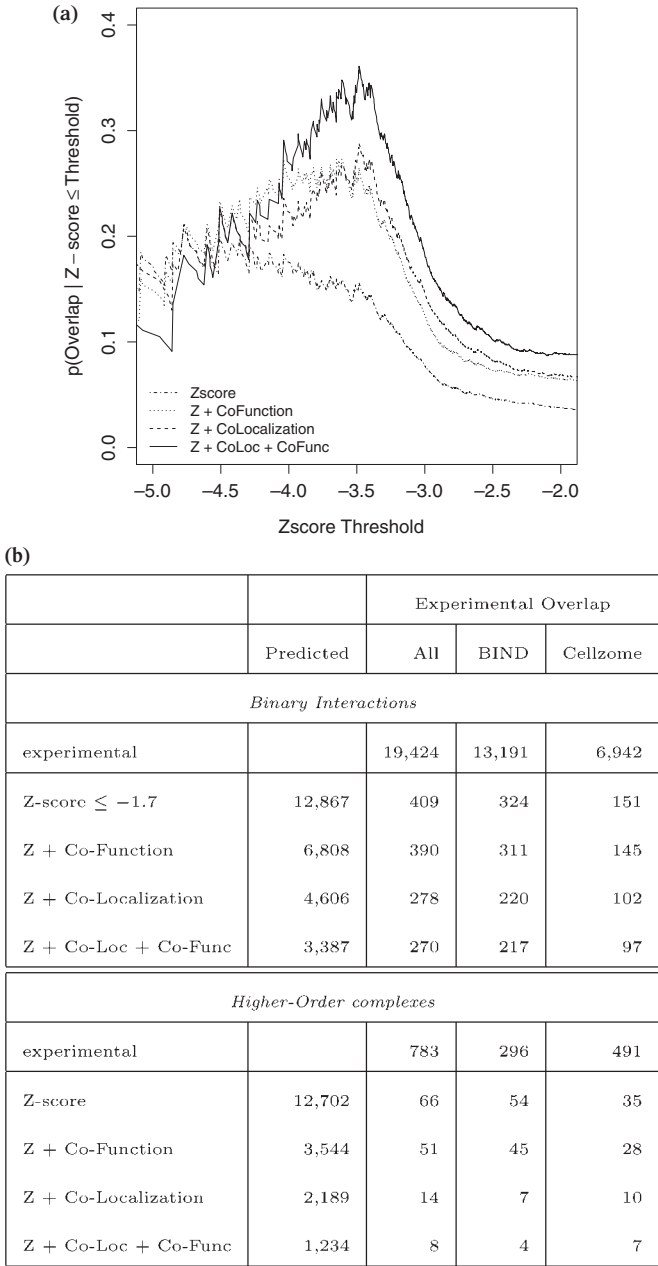 (a)
p(Overlap | Z – score ≤ Threshold)
0.4
0.3
0.2
0.1
0.0
Zscore
Z + CoFunction
Z + CoLocalization
Z + CoLoc + CoFunc
−5.0 −4.5 −4.0 −3.5 −3.0 −2.5 −2.0
Zscore Threshold
(b)
Experimental Overlap
Predicted All BIND Cellzome
Binary Interactions
experimental 19,424 13,191 6,942
Z-score ≤ −1.7 12,867 409 324 151
Z + Co-Function 6,808 390 311 145
Z + Co-Localization 4,606 278 220 102
Z + Co-Loc + Co-Func 3,387 270 217 97
Higher-Order complexes
experimental 783 296 491
Z-score 12,702 66 54 35
Z + Co-Function 3,544 51 45 28
Z + Co-Localization 2,189 14 7 10
Z + Co-Loc + Co-Func 1,234 8 4 7